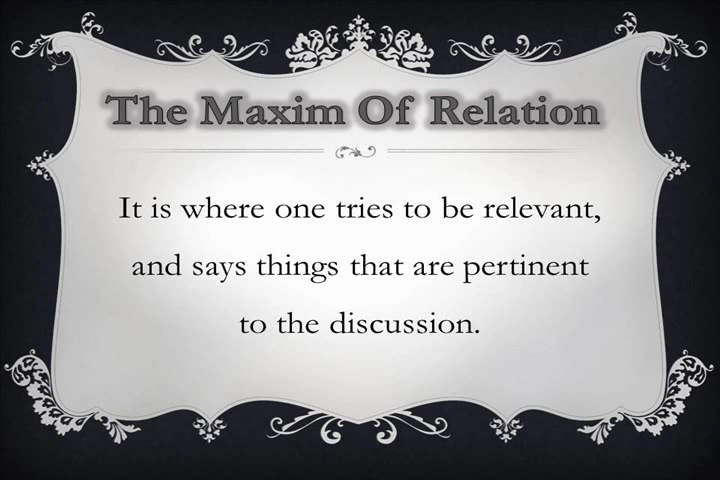 The Maxim Of Relation
It is where one tries to be relevant,
and says things that are pertinent
to the discussion.